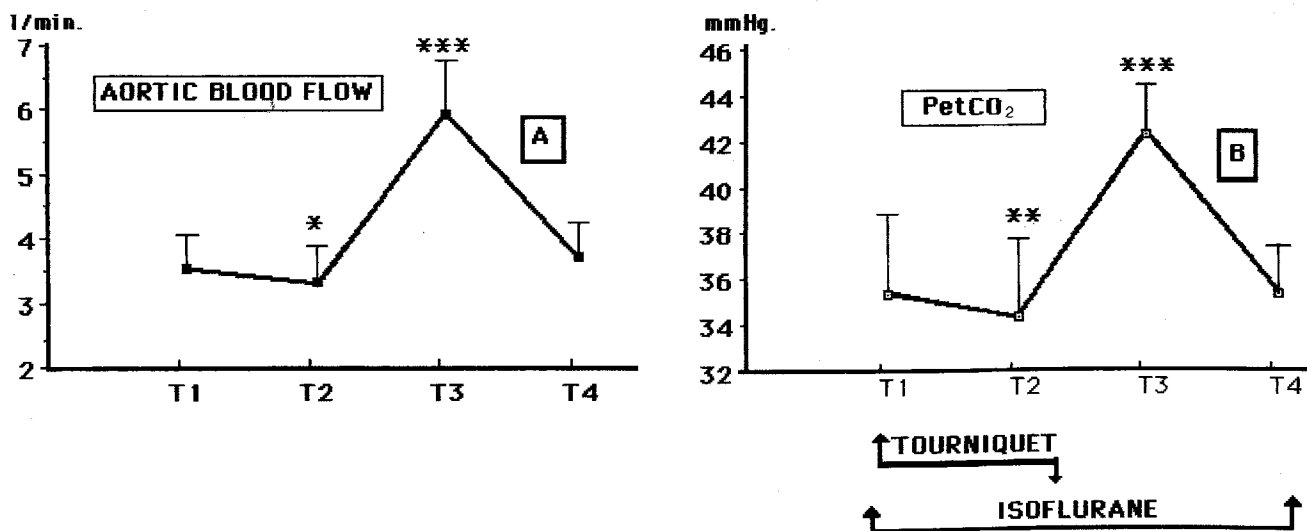 l/min.
7
6
5
4
3
2
AORTIC BLOOD FLOW
A
*
***
T1 T2 T3 T4
mmHg.
46
44
42
40
38
36
34
32
PetCO₂
B
**
***
T1 T2 T3 T4
TOURNIQUET
ISOFLURANE